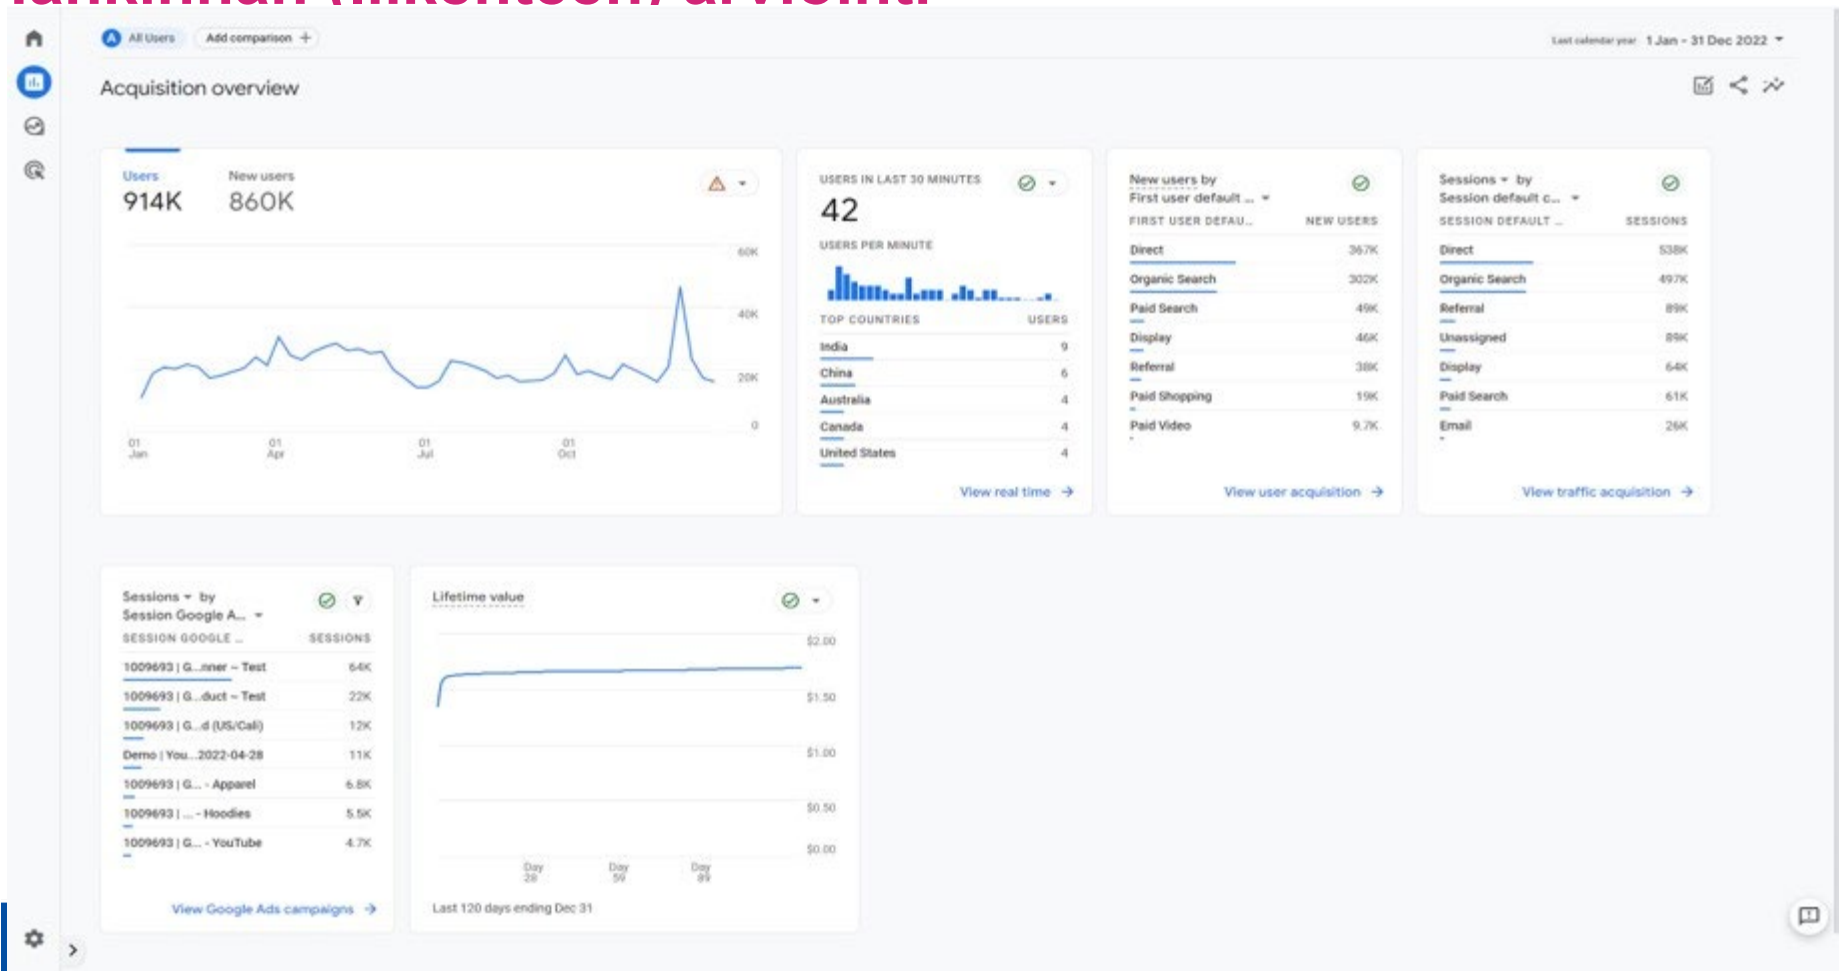 All Users Add comparison +
Last calendar year 1 Jan - 31 Dec 2022
Acquisition overview
Users New users
914K 860K
60K
40K
20K
0
01 Jan 01 Apr 01 Jul 01 Oct
USERS IN LAST 30 MINUTES
42
USERS PER MINUTE
TOP COUNTRIES USERS
India 9
China 6
Australia 4
Canada 4
United States 4
View real time →
New users by
First user default ...
FIRST USER DEFAU... NEW USERS
Direct 367K
Organic Search 302K
Paid Search 49K
Display 46K
Referral 38K
Paid Shopping 19K
Paid Video 9.7K
View user acquisition →
Sessions by
Session default c...
SESSION DEFAULT ... SESSIONS
Direct 538K
Organic Search 497K
Referral 89K
Unassigned 89K
Display 64K
Paid Search 61K
Email 26K
View traffic acquisition →
Sessions by
Session Google A...
SESSION GOOGLE ... SESSIONS
1009693 | G...nner ~ Test 64K
1009693 | G...duct ~ Test 22K
1009693 | G...d (US/Cali) 12K
Demo | You...2022-04-28 11K
1009693 | G... - Apparel 6.8K
1009693 | ... - Hoodies 5.5K
1009693 | G... - YouTube 4.7K
View Google Ads campaigns →
Lifetime value
$2.00
$1.50
$1.00
$0.50
$0.00
Day 28 Day 59 Day 89
Last 120 days ending Dec 31